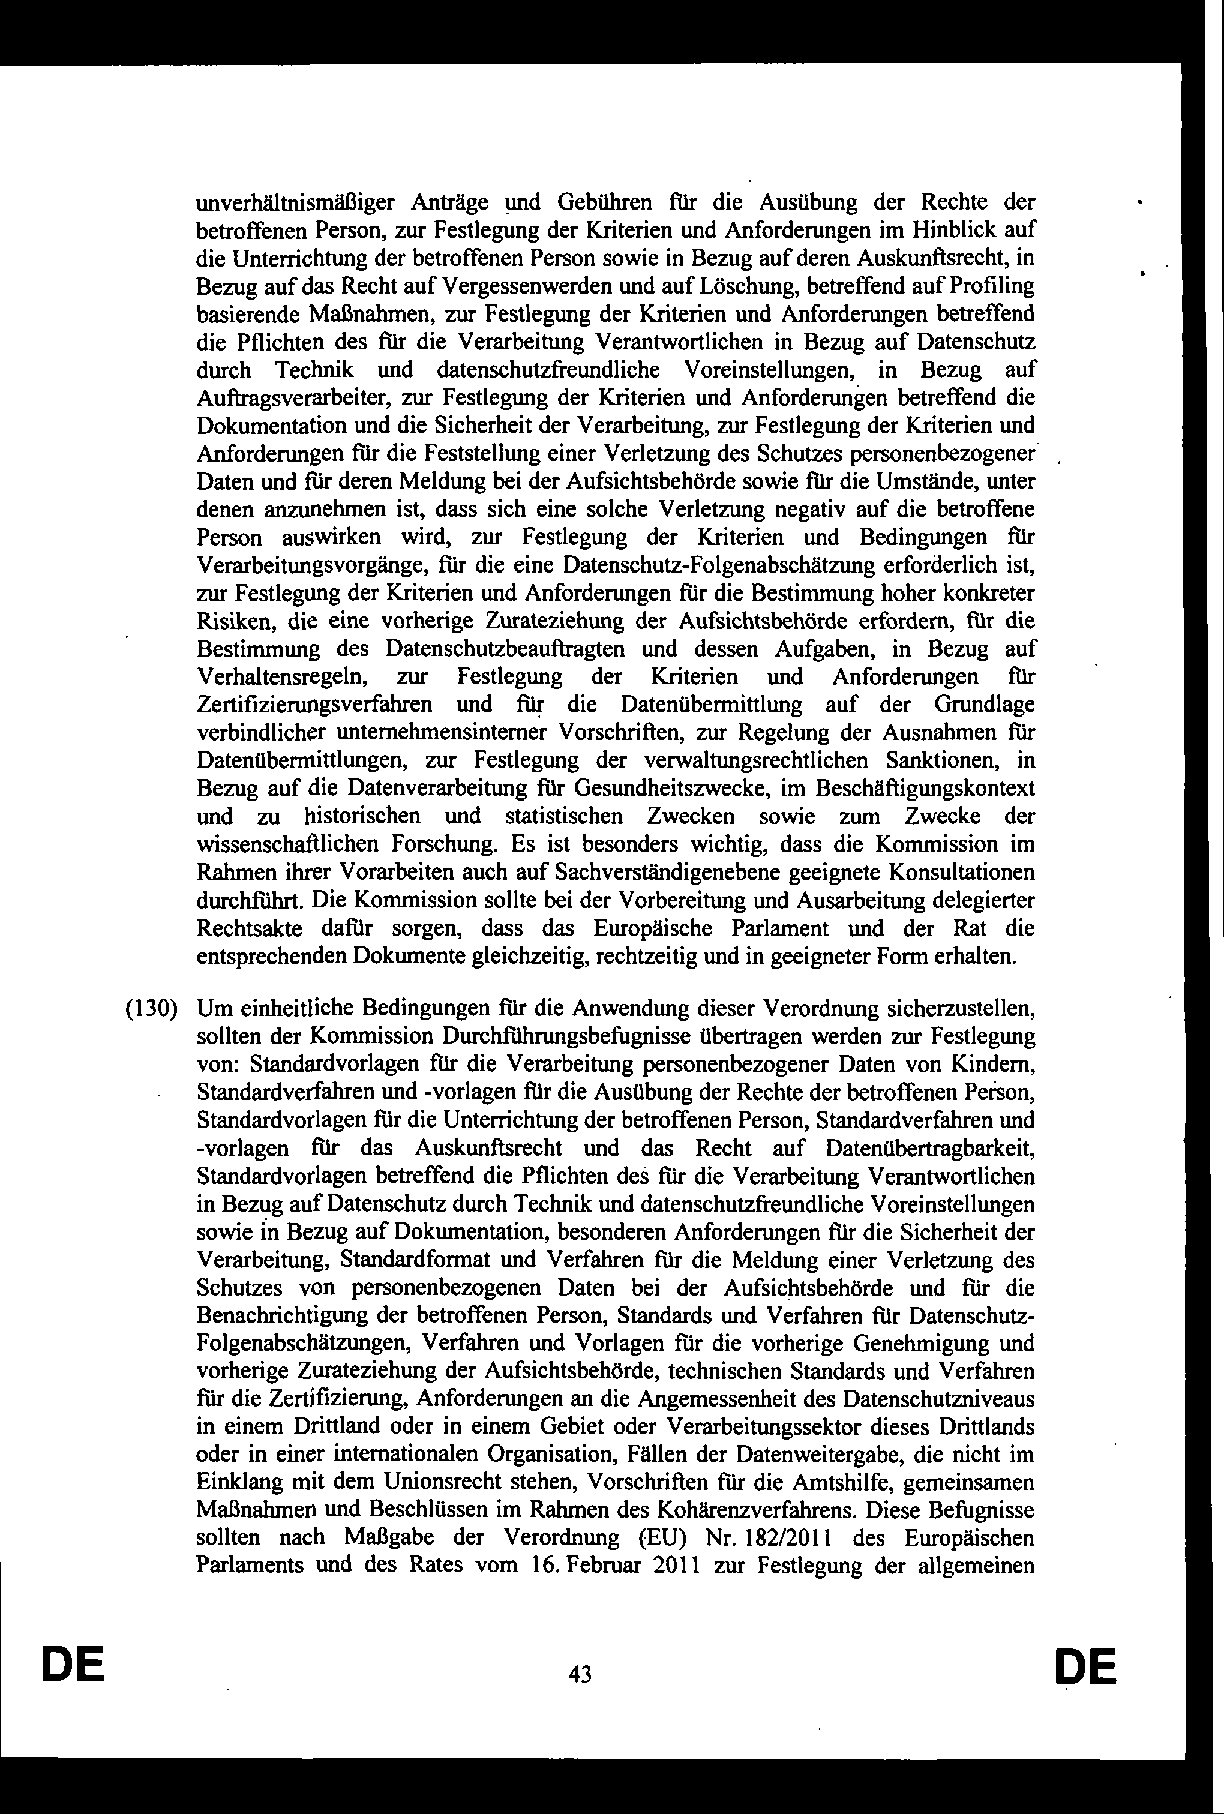 unverhältnismäßiger Anträge und Gebühren für die Ausübung der Rechte der
betroffenen Person, zur Festlegung der Kriterien und Anforderungen im Hinblick auf
die Unterrichtung der betroffenen Person sowie in Bezug auf deren Auskunftsrecht, in
Bezug auf das Recht auf Vergessenwerden und auf Löschung, betreffend auf Profiling
basierende Maßnahmen, zur Festlegung der Kriterien und Anforderungen betreffend
die Pflichten des für die Verarbeitung Verantwortlichen in Bezug auf Datenschutz
durch Technik und datenschutzfreundliche Voreinstellungen, in Bezug auf
Auftragsverarbeiter, zur Festlegung der Kriterien und Anforderungen betreffend die
Dokumentation und die Sicherheit der Verarbeitung, zur Festlegung der Kriterien und
Anforderungen für die Feststellung einer Verletzung des Schutzes personenbezogener
Daten und für deren Meldung bei der Aufsichtsbehörde sowie für die Umstände, unter
denen anzunehmen ist, dass sich eine solche Verletzung negativ auf die betroffene
Person auswirken wird, zur Festlegung der Kriterien und Bedingungen für
Verarbeitungsvorgänge, für die eine Datenschutz-Folgenabschätzung erforderlich ist,
zur Festlegung der Kriterien und Anforderungen für die Bestimmung hoher konkreter
Risiken, die eine vorherige Zurateziehung der Aufsichtsbehörde erfordern, für die
Bestimmung des Datenschutzbeauftragten und dessen Aufgaben, in Bezug auf
Verhaltensregeln, zur Festlegung der Kriterien und Anforderungen für
Zertifizierungsverfahren und für die Datenübermittlung auf der Grundlage
verbindlicher unternehmensinterner Vorschriften, zur Regelung der Ausnahmen für
Datenübermittlungen, zur Festlegung der verwaltungsrechtlichen Sanktionen, in
Bezug auf die Datenverarbeitung für Gesundheitszwecke, im Beschäftigungskontext
und zu historischen und statistischen Zwecken sowie zum Zwecke der
wissenschaftlichen Forschung. Es ist besonders wichtig, dass die Kommission im
Rahmen ihrer Vorarbeiten auch auf Sachverständigenebene geeignete Konsultationen
durchführt. Die Kommission sollte bei der Vorbereitung und Ausarbeitung delegierter
Rechtsakte dafür sorgen, dass das Europäische Parlament und der Rat die
entsprechenden Dokumente gleichzeitig, rechtzeitig und in geeigneter Form erhalten.
(130) Um einheitliche Bedingungen für die Anwendung dieser Verordnung sicherzustellen,
sollten der Kommission Durchführungsbefugnisse übertragen werden zur Festlegung
von: Standardvorlagen für die Verarbeitung personenbezogener Daten von Kindern,
Standardverfahren und -vorlagen für die Ausübung der Rechte der betroffenen Person,
Standardvorlagen für die Unterrichtung der betroffenen Person, Standardverfahren und
-vorlagen für das Auskunftsrecht und das Recht auf Datenübertragbarkeit,
Standardvorlagen betreffend die Pflichten des für die Verarbeitung Verantwortlichen
in Bezug auf Datenschutz durch Technik und datenschutzfreundliche Voreinstellungen
sowie in Bezug auf Dokumentation, besonderen Anforderungen für die Sicherheit der
Verarbeitung, Standardformat und Verfahren für die Meldung einer Verletzung des
Schutzes von personenbezogenen Daten bei der Aufsichtsbehörde und für die
Benachrichtigung der betroffenen Person, Standards und Verfahren für Datenschutz-
Folgenabschätzungen, Verfahren und Vorlagen für die vorherige Genehmigung und
vorherige Zurateziehung der Aufsichtsbehörde, technischen Standards und Verfahren
für die Zertifizierung, Anforderungen an die Angemessenheit des Datenschutzniveaus
in einem Drittland oder in einem Gebiet oder Verarbeitungssektor dieses Drittlands
oder in einer internationalen Organisation, Fällen der Datenweitergabe, die nicht im
Einklang mit dem Unionsrecht stehen, Vorschriften für die Amtshilfe, gemeinsamen
Maßnahmen und Beschlüssen im Rahmen des Kohärenzverfahrens. Diese Befugnisse
sollten nach Maßgabe der Verordnung (EU) Nr. 182/2011 des Europäischen
Parlaments und des Rates vom 16. Februar 2011 zur Festlegung der allgemeinen
DE 43 DE